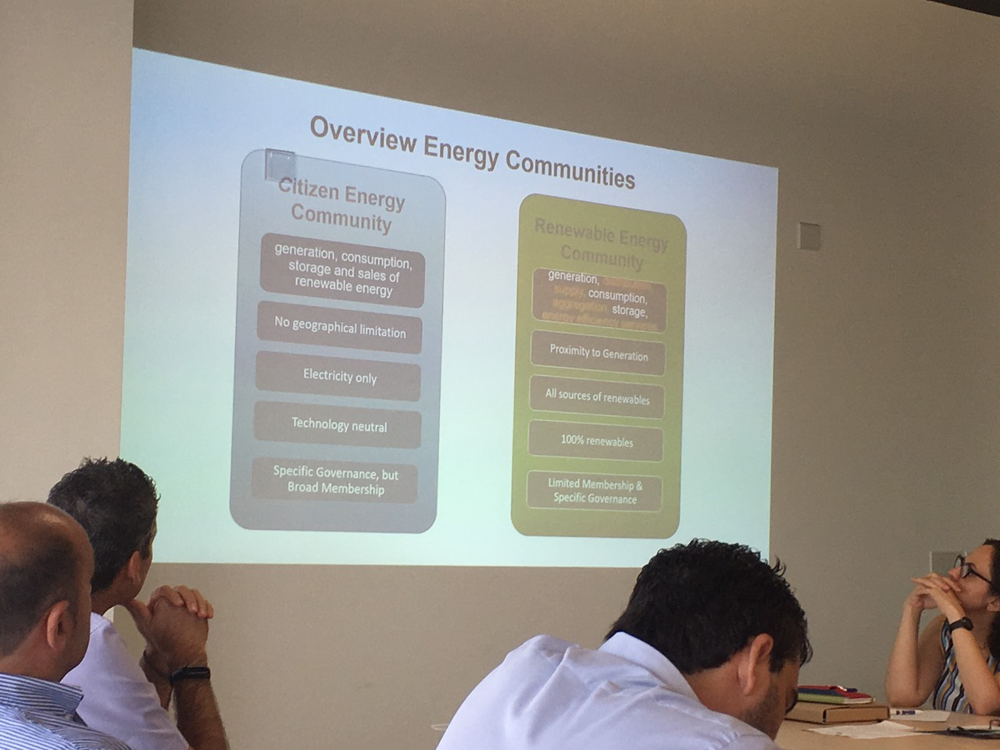 Overview Energy Communities
Citizen Energy
Community
generation, consumption,
storage and sales of
renewable energy
No geographical limitation
Electricity only
Technology neutral
Specific Governance, but
Broad Membership
Renewable Energy
Community
generation,
supply, consumption,
aggregation, storage,
energy efficiency services
Proximity to Generation
All sources of renewables
100% renewables
Limited Membership &
Specific Governance